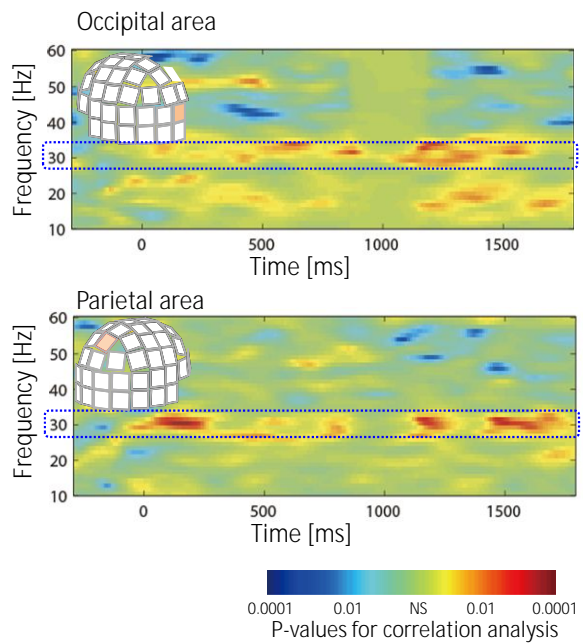 Occipital area
60
50
40
30
20
10
Frequency [Hz]
0 500 1000 1500
Time [ms]
Parietal area
60
50
40
30
20
10
Frequency [Hz]
0 500 1000 1500
Time [ms]
0.0001 0.01 NS 0.01 0.0001
P-values for correlation analysis